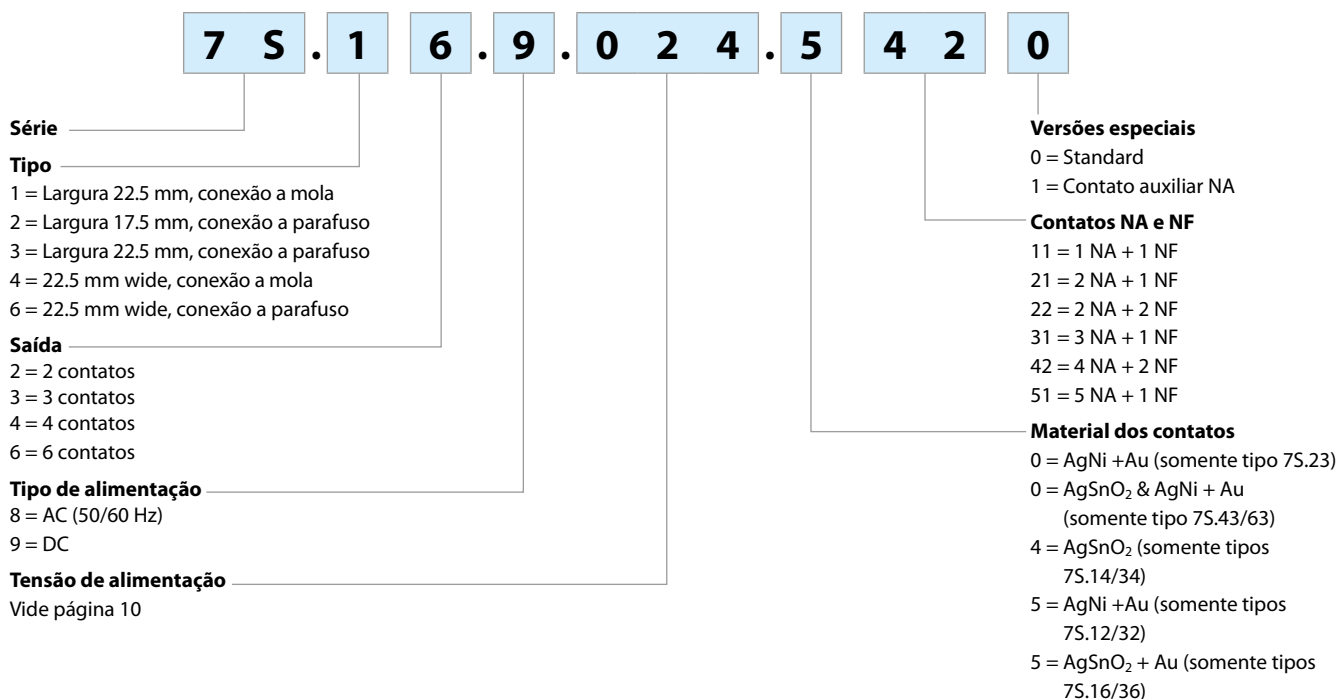 7 S . 1 6 . 9 . 0 2 4 . 5 4 2 0
Série
Tipo
1 = Largura 22.5 mm, conexão a mola
2 = Largura 17.5 mm, conexão a parafuso
3 = Largura 22.5 mm, conexão a parafuso
4 = 22.5 mm wide, conexão a mola
6 = 22.5 mm wide, conexão a parafuso
Saída
2 = 2 contatos
3 = 3 contatos
4 = 4 contatos
6 = 6 contatos
Tipo de alimentação
8 = AC (50/60 Hz)
9 = DC
Tensão de alimentação
Vide página 10
Versões especiais
0 = Standard
1 = Contato auxiliar NA
Contatos NA e NF
11 = 1 NA + 1 NF
21 = 2 NA + 1 NF
22 = 2 NA + 2 NF
31 = 3 NA + 1 NF
42 = 4 NA + 2 NF
51 = 5 NA + 1 NF
Material dos contatos
0 = AgNi +Au (somente tipo 7S.23)
0 = AgSnO₂ & AgNi + Au
(somente tipo 7S.43/63)
4 = AgSnO₂ (somente tipos
7S.14/34)
5 = AgNi +Au (somente tipos
7S.12/32)
5 = AgSnO₂ + Au (somente tipos
7S.16/36)